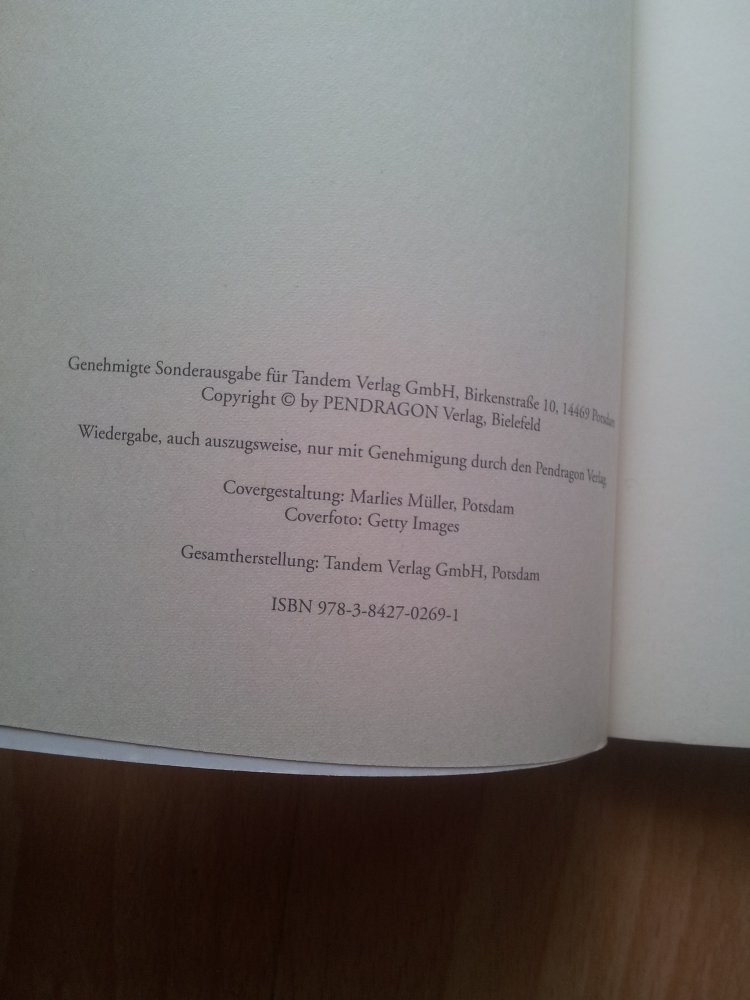 Genehmigte Sonderausgabe für Tandem Verlag GmbH, Birkenstraße 10, 14469 Potsdam
Copyright © by PENDRAGON Verlag, Bielefeld
Wiedergabe, auch auszugsweise, nur mit Genehmigung durch den Pendragon Verlag.
Covergestaltung: Marlies Müller, Potsdam
Coverfoto: Getty Images
Gesamtherstellung: Tandem Verlag GmbH, Potsdam
ISBN 978-3-8427-0269-1